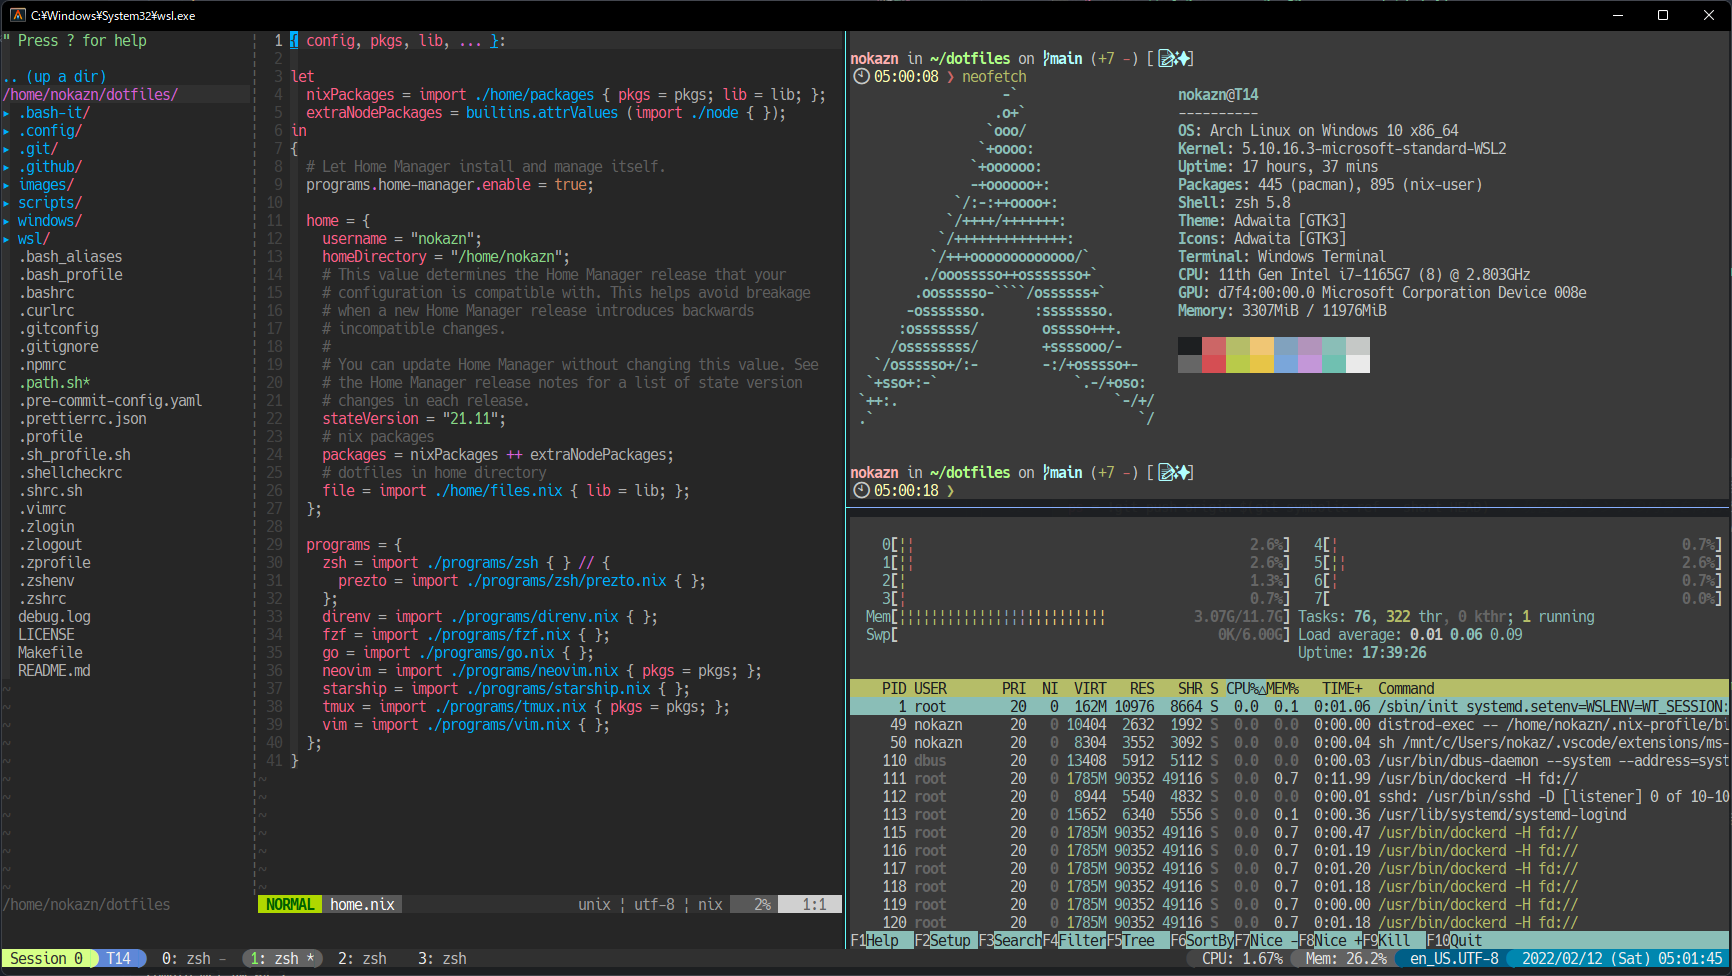 C:¥Windows¥System32¥wsl.exe
" Press ? for help
.. (up a dir)
/home/nokazn/dotfiles/
▸ .bash-it/
▸ .config/
▸ .git/
▸ .github/
▸ images/
▸ scripts/
▸ windows/
▸ wsl/
.bash_aliases
.bash_profile
.bashrc
.curlrc
.gitconfig
.gitignore
.npmrc
.path.sh*
.pre-commit-config.yaml
.prettierrc.json
.profile
.sh_profile.sh
.shellcheckrc
.shrc.sh
.vimrc
.zlogin
.zlogout
.zprofile
.zshenv
.zshrc
debug.log
LICENSE
Makefile
README.md
/home/nokazn/dotfiles
1 { config, pkgs, lib, ... }:
2
3 let
4 nixPackages = import ./home/packages { pkgs = pkgs; lib = lib; };
5 extraNodePackages = builtins.attrValues (import ./node { });
6 in
7 {
8 # Let Home Manager install and manage itself.
9 programs.home-manager.enable = true;
10
11 home = {
12 username = "nokazn";
13 homeDirectory = "/home/nokazn";
14 # This value determines the Home Manager release that your
15 # configuration is compatible with. This helps avoid breakage
16 # when a new Home Manager release introduces backwards
17 # incompatible changes.
18 #
19 # You can update Home Manager without changing this value. See
20 # the Home Manager release notes for a list of state version
21 # changes in each release.
22 stateVersion = "21.11";
23 # nix packages
24 packages = nixPackages ++ extraNodePackages;
25 # dotfiles in home directory
26 file = import ./home/files.nix { lib = lib; };
27 };
28
29 programs = {
30 zsh = import ./programs/zsh { } // {
31 prezto = import ./programs/zsh/prezto.nix { };
32 };
33 direnv = import ./programs/direnv.nix { };
34 fzf = import ./programs/fzf.nix { };
35 go = import ./programs/go.nix { };
36 neovim = import ./programs/neovim.nix { pkgs = pkgs; };
37 starship = import ./programs/starship.nix { };
38 tmux = import ./programs/tmux.nix { pkgs = pkgs; };
39 vim = import ./programs/vim.nix { };
40 };
41 }
NORMAL home.nix unix ¦ utf-8 ¦ nix 2% 1:1
nokazn in ~/dotfiles on main (+7 -) [ ]
05:00:08 ❯ neofetch
-`
.o+`
`ooo/
`+oooo:
`+oooooo:
-+oooooo+:
`/:-:++oooo+:
`/++++/+++++++:
`/++++++++++++++:
`/+++ooooooooooooo/`
./ooosssso++osssssso+`
.oossssso-````/ossssss+`
-osssssso. :ssssssso.
:osssssss/ osssso+++.
/ossssssss/ +ssssooo/-
`/ossssso+/:- -:/+osssso+-
`+sso+:-` `.-/+oso:
`++:. `-/+/
.` `/
nokazn@T14
----------
OS: Arch Linux on Windows 10 x86_64
Kernel: 5.10.16.3-microsoft-standard-WSL2
Uptime: 17 hours, 37 mins
Packages: 445 (pacman), 895 (nix-user)
Shell: zsh 5.8
Theme: Adwaita [GTK3]
Icons: Adwaita [GTK3]
Terminal: Windows Terminal
CPU: 11th Gen Intel i7-1165G7 (8) @ 2.803GHz
GPU: d7f4:00:00.0 Microsoft Corporation Device 008e
Memory: 3307MiB / 11976MiB
nokazn in ~/dotfiles on main (+7 -) [ ]
05:00:18 ❯
0[ 2.6%] 4[ 0.7%]
1[ 2.6%] 5[ 2.6%]
2[ 1.3%] 6[ 0.7%]
3[ 0.7%] 7[ 0.0%]
Mem[ 3.07G/11.7G] Tasks: 76, 322 thr, 0 kthr; 1 running
Swp[ 0K/6.00G] Load average: 0.01 0.06 0.09
Uptime: 17:39:26
PID USER PRI NI VIRT RES SHR S CPU%△MEM% TIME+ Command
1 root 20 0 162M 10976 8664 S 0.0 0.1 0:01.06 /sbin/init systemd.setenv=WSLENV=WT_SESSION:
49 nokazn 20 0 10404 2632 1992 S 0.0 0.0 0:00.00 distrod-exec -- /home/nokazn/.nix-profile/bi
50 nokazn 20 0 8304 3552 3092 S 0.0 0.0 0:00.04 sh /mnt/c/Users/nokaz/.vscode/extensions/ms-
110 dbus 20 0 13408 5912 5112 S 0.0 0.0 0:00.03 /usr/bin/dbus-daemon --system --address=syst
111 root 20 0 1785M 90352 49116 S 0.0 0.7 0:11.99 /usr/bin/dockerd -H fd://
112 root 20 0 8944 5540 4832 S 0.0 0.0 0:00.01 sshd: /usr/bin/sshd -D [listener] 0 of 10-10
113 root 20 0 15652 6340 5556 S 0.0 0.1 0:00.36 /usr/lib/systemd/systemd-logind
115 root 20 0 1785M 90352 49116 S 0.0 0.7 0:00.47 /usr/bin/dockerd -H fd://
116 root 20 0 1785M 90352 49116 S 0.0 0.7 0:01.19 /usr/bin/dockerd -H fd://
117 root 20 0 1785M 90352 49116 S 0.0 0.7 0:01.20 /usr/bin/dockerd -H fd://
118 root 20 0 1785M 90352 49116 S 0.0 0.7 0:01.18 /usr/bin/dockerd -H fd://
119 root 20 0 1785M 90352 49116 S 0.0 0.7 0:00.00 /usr/bin/dockerd -H fd://
120 root 20 0 1785M 90352 49116 S 0.0 0.7 0:01.18 /usr/bin/dockerd -H fd://
F1Help F2Setup F3SearchF4FilterF5Tree F6SortByF7Nice -F8Nice +F9Kill F10Quit
Session 0 T14 0: zsh - 1: zsh * 2: zsh 3: zsh CPU: 1.67% Mem: 26.2% en_US.UTF-8 2022/02/12 (Sat) 05:01:45